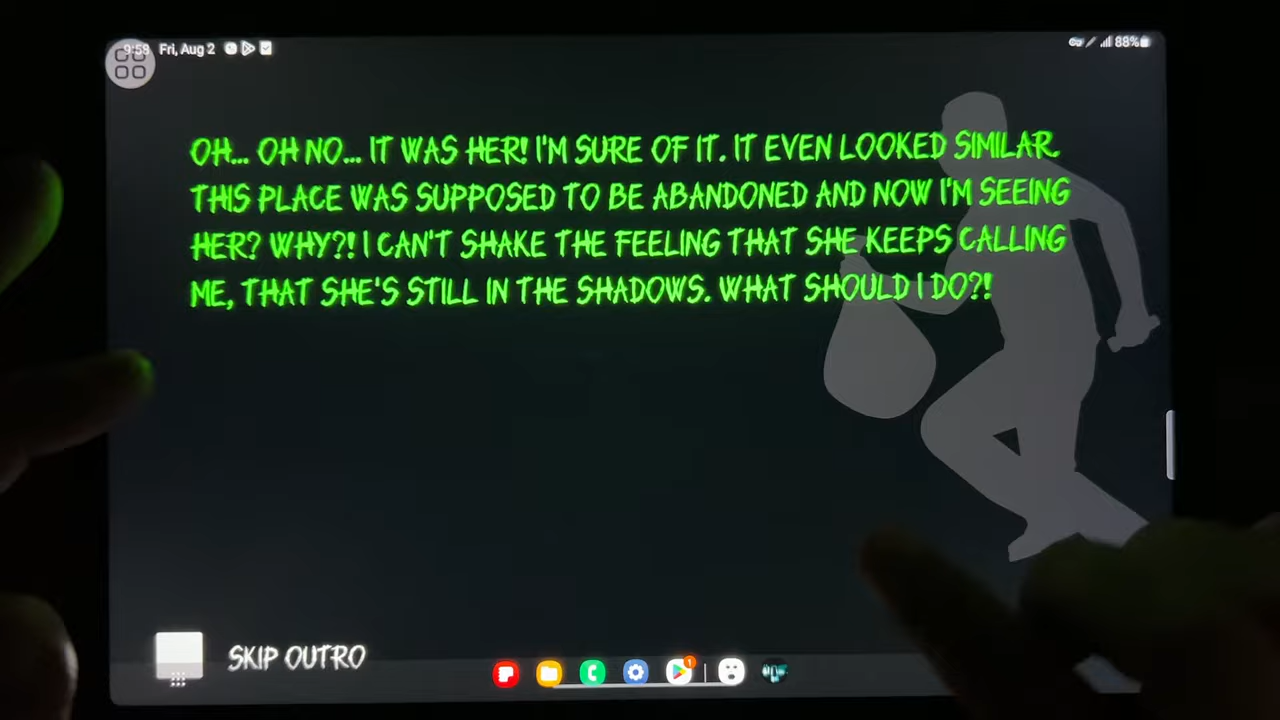 9:58 Fri, Aug 2
88%
OH... OH NO... IT WAS HER! I'M SURE OF IT. IT EVEN LOOKED SIMILAR.
THIS PLACE WAS SUPPOSED TO BE ABANDONED AND NOW I'M SEEING
HER? WHY?! I CAN'T SHAKE THE FEELING THAT SHE KEEPS CALLING
ME, THAT SHE'S STILL IN THE SHADOWS. WHAT SHOULD I DO?!
SKIP OUTRO
1